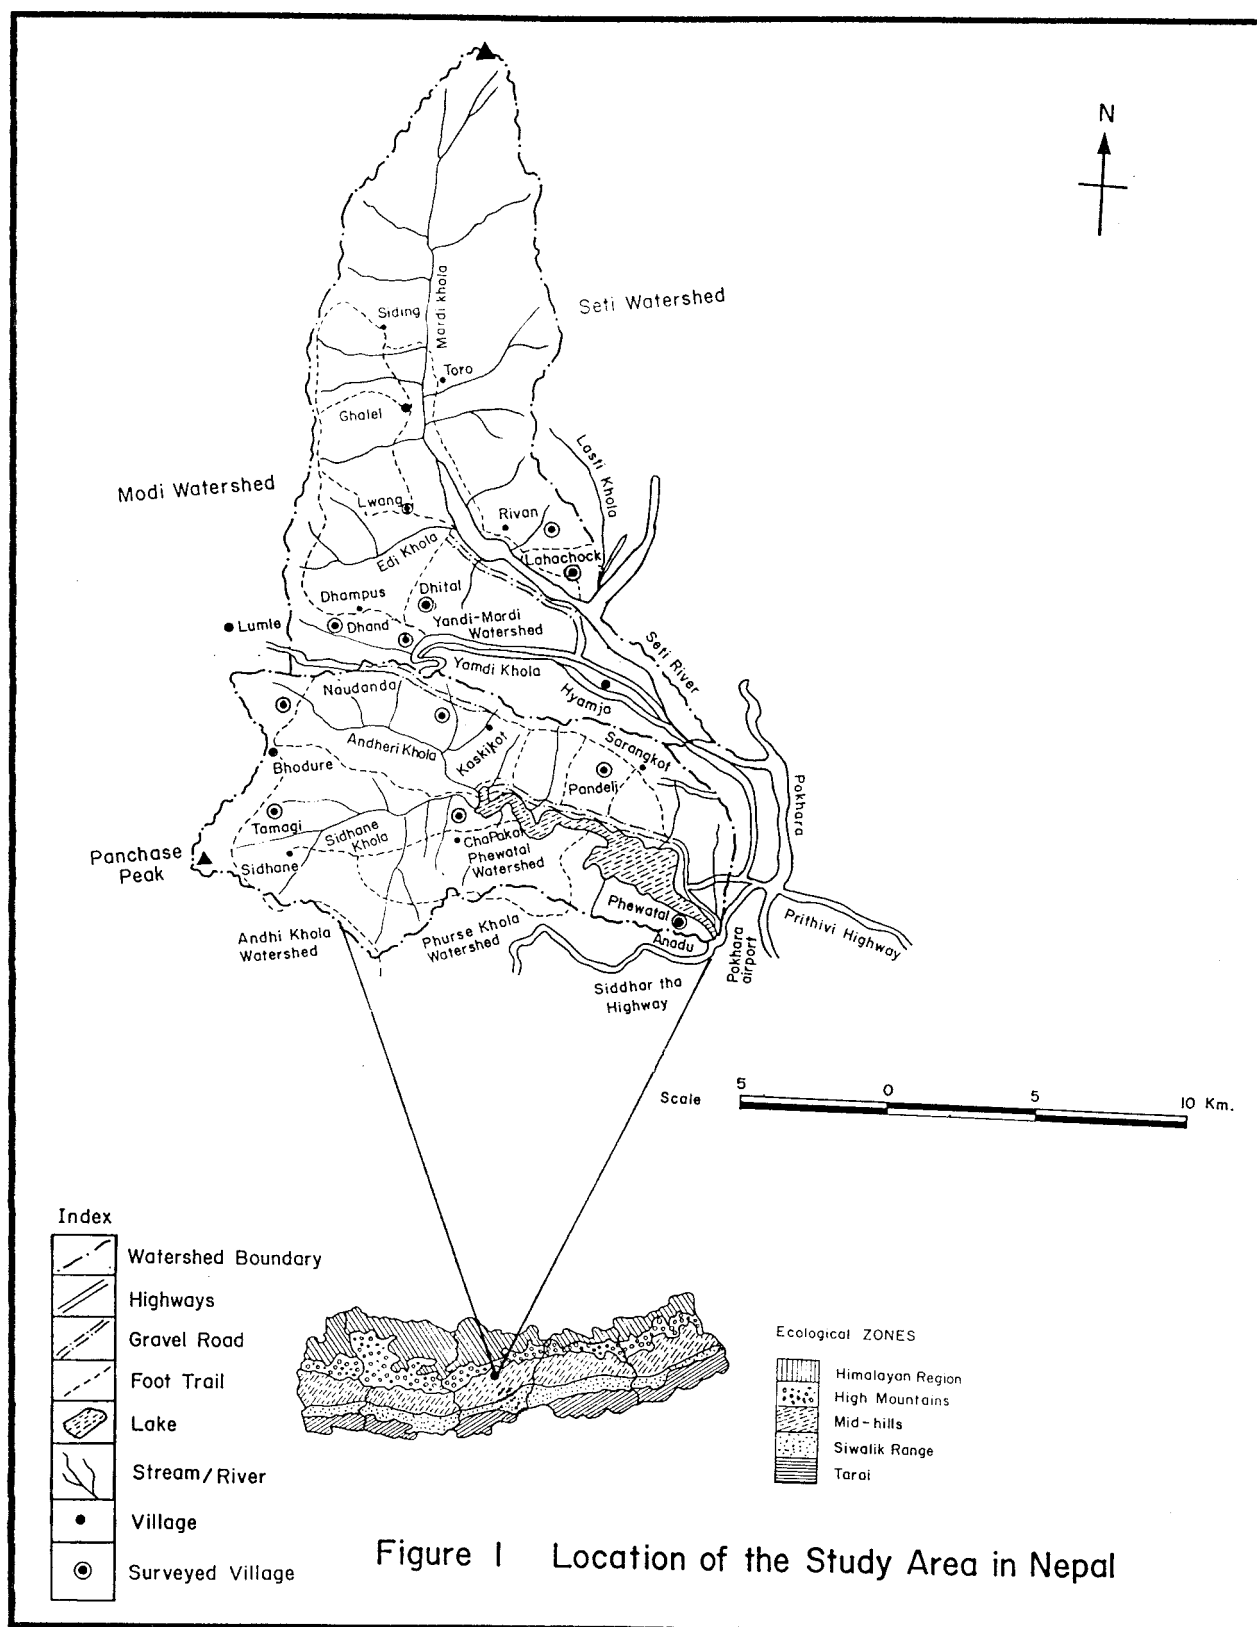 N
Mardi khola
Seti Watershed
Siding
Toro
Ghalel
Modi Watershed
Lasti Khola
Lwang
Rivan
Edi Khola
Lahachock
Dhampus
Dhital
Lumle
Dhand
Yandi-Mardi
Watershed
Seti River
Yamdi Khola
Hyamja
Naudanda
Andheri Khola
Kaskikot
Sarangkot
Bhodure
Pandeli
Pokhara
Tamagi
Sidhane
Khola
ChaPakot
Phewatal
Watershed
Panchase
Peak
Sidhane
Phewatal
Anadu
Prithivi Highway
Andhi Khola
Watershed
Phurse Khola
Watershed
Pokhara
airport
Siddhar tha
Highway
Scale
5 0 5 10 Km.
Index
Watershed Boundary
Highways
Gravel Road
Foot Trail
Lake
Stream/River
Village
Surveyed Village
Ecological ZONES
Himalayan Region
High Mountains
Mid-hills
Siwalik Range
Tarai
Figure 1 Location of the Study Area in Nepal